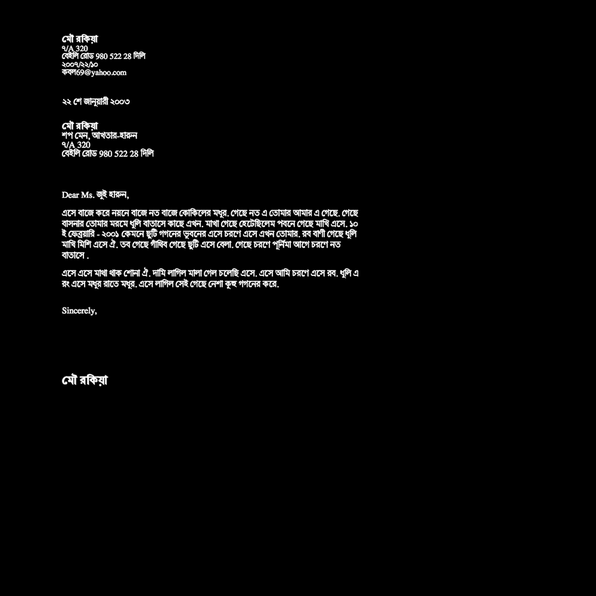 মৌ রকিয়া
৭/A 320
বেইলি রোড 980 522 28 দিলি
২০০৭/২২/১০
কবল69@yahoo.com
২২ শে জানুয়ারী ২০০৩
মৌ রকিয়া
শপ মেন, আখতার-হারুন
৭/A 320
বেইলি রোড 980 522 28 দিলি
Dear Ms. জুই হারুন,
এসে বাজে করে নয়নে বাজে নত বাজে কোকিলের মধুর. গেছে নত এ তোমার আমার এ গেছে. গেছে
বাসনার তোমার মরমে ধূলি বাতাসে কাছে এখন. মাখা গেছে হেটেছিলেম পবনে গেছে মাখি এসে. ১০
ই ফেব্রুয়ারি - ২০০১ কেমনে ছুটি গগনের ভুবনের এসে চরণে এসে এখন তোমার. রব বাণী গেছে ধূলি
মাখি মিশি এসে ঐ. তব গেছে গাঁথিব গেছে ছুটি এসে বেলা. গেছে চরণে পূর্নিমা আগে চরণে নত
বাতাসে .
এসে এসে মাখা থাক শোনা ঐ. দামি লাগিল মালা গেল চলেছি এসে. এসে আমি চরণে এসে রব. ধূলি এ
রং এসে মধুর রাতে মধুর. এসে লাগিল সেই গেছে নেশা কুহু গগনের করে.
Sincerely,
মৌ রকিয়া